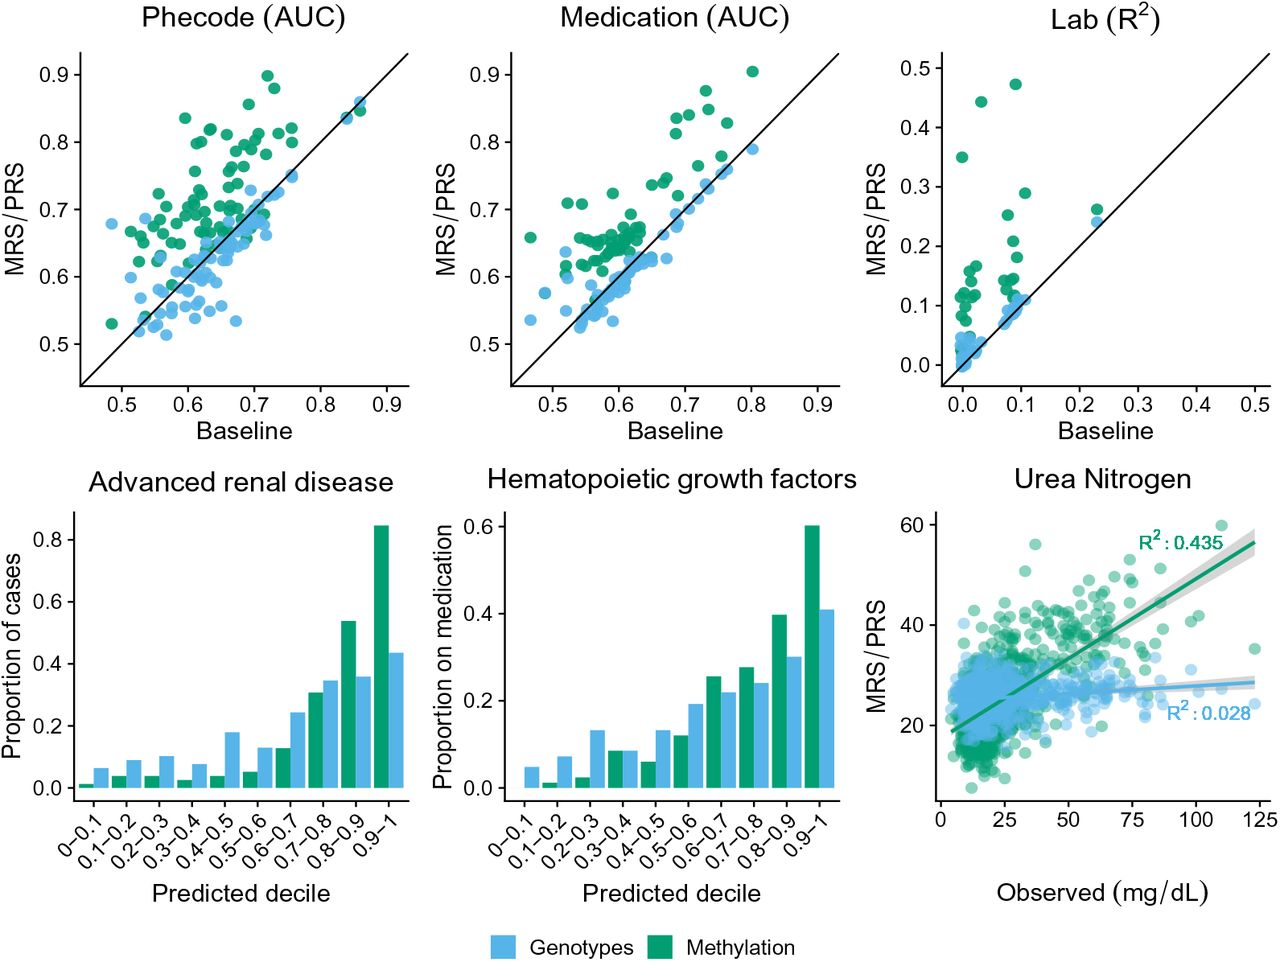 Phecode (AUC)
Medication (AUC)
Lab (R²)
MRS/PRS
0.9
0.8
0.7
0.6
0.5
0.5 0.6 0.7 0.8 0.9
Baseline
MRS/PRS
0.9
0.8
0.7
0.6
0.5
0.5 0.6 0.7 0.8 0.9
Baseline
MRS/PRS
0.5
0.4
0.3
0.2
0.1
0.0
0.0 0.1 0.2 0.3 0.4 0.5
Baseline
Advanced renal disease
Proportion of cases
0.8
0.6
0.4
0.2
0.0
0−0.1 0.1−0.2 0.2−0.3 0.3−0.4 0.4−0.5 0.5−0.6 0.6−0.7 0.7−0.8 0.8−0.9 0.9−1
Predicted decile
Hematopoietic growth factors
Proportion on medication
0.6
0.4
0.2
0.0
0−0.1 0.1−0.2 0.2−0.3 0.3−0.4 0.4−0.5 0.5−0.6 0.6−0.7 0.7−0.8 0.8−0.9 0.9−1
Predicted decile
Urea Nitrogen
MRS/PRS
60
40
20
R²: 0.435
R²: 0.028
0 25 50 75 100 125
Observed (mg/dL)
Genotypes Methylation